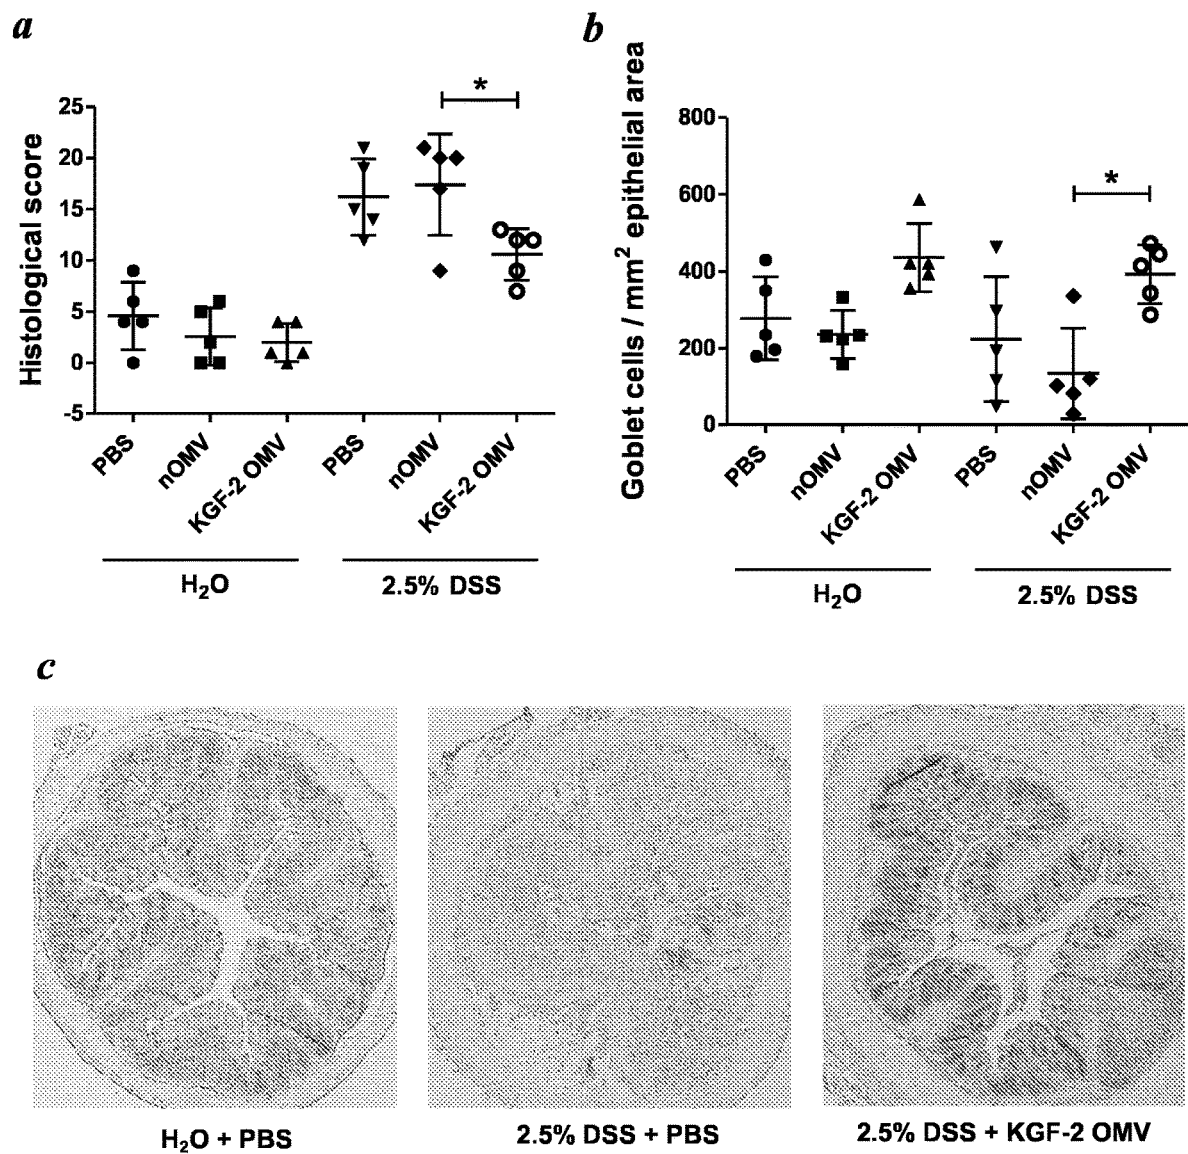 a
*
Histological score
25
20
15
10
5
0
-5
PBS
nOMV
KGF-2 OMV
PBS
nOMV
KGF-2 OMV
H₂O
2.5% DSS
b
*
Goblet cells / mm² epithelial area
800
600
400
200
0
PBS
nOMV
KGF-2 OMV
PBS
nOMV
KGF-2 OMV
H₂O
2.5% DSS
c
H₂O + PBS
2.5% DSS + PBS
2.5% DSS + KGF-2 OMV